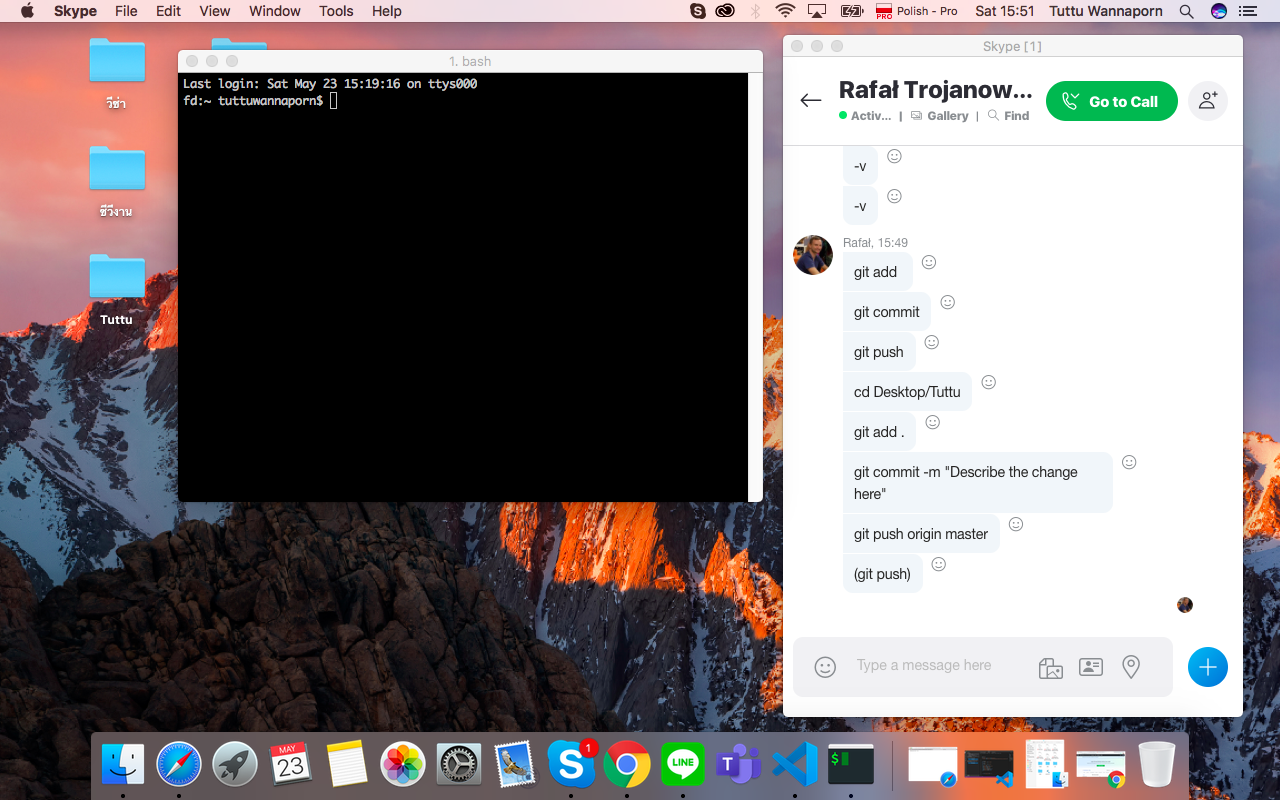 Skype File Edit View Window Tools Help PRO Polish - Pro Sat 15:51 Tuttu Wannaporn
วีซ่า
ซีวีงาน
Tuttu
1. bash
Last login: Sat May 23 15:19:16 on ttys000
fd:~ tuttuwannaporn$
Skype [1]
Rafał Trojanow...
Activ... | Gallery | Find
Go to Call
-v
-v
Rafał, 15:49
git add
git commit
git push
cd Desktop/Tuttu
git add .
git commit -m "Describe the change
here"
git push origin master
(git push)
Type a message here
MAY
23
1
LINE
T
$